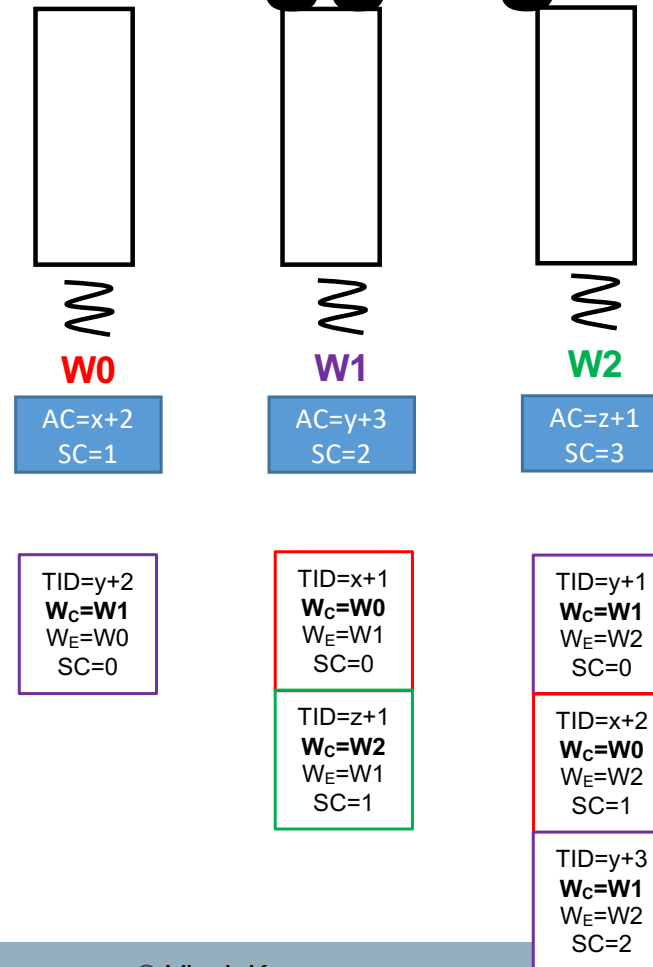 W0
AC=x+2
SC=1
W1
AC=y+3
SC=2
W2
AC=z+1
SC=3
TID=y+2
Wc=W1
WE=W0
SC=0
TID=x+1
Wc=W0
WE=W1
SC=0
TID=z+1
Wc=W2
WE=W1
SC=1
TID=y+1
Wc=W1
WE=W2
SC=0
TID=x+2
Wc=W0
WE=W2
SC=1
TID=y+3
Wc=W1
WE=W2
SC=2